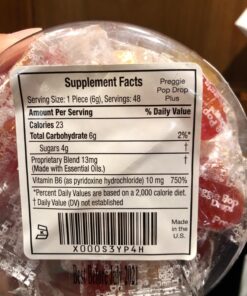 Supplement Facts
Preggie Pop Drop Plus
Serving Size: 1 Piece (6g), Servings: 48
Amount Per Serving % Daily Value
Calories 23
Total Carbohydrate 6g 2%*
Sugars 4g †
Proprietary Blend 13mg †
(Made with Essential Oils.)
Vitamin B6 (as pyridoxine hydrochloride) 10 mg 750%
*Percent Daily Values are based on a 2,000 calorie diet.
† Daily Value (DV) not established
Made in the U.S.
X000S3YP4H
Best Before